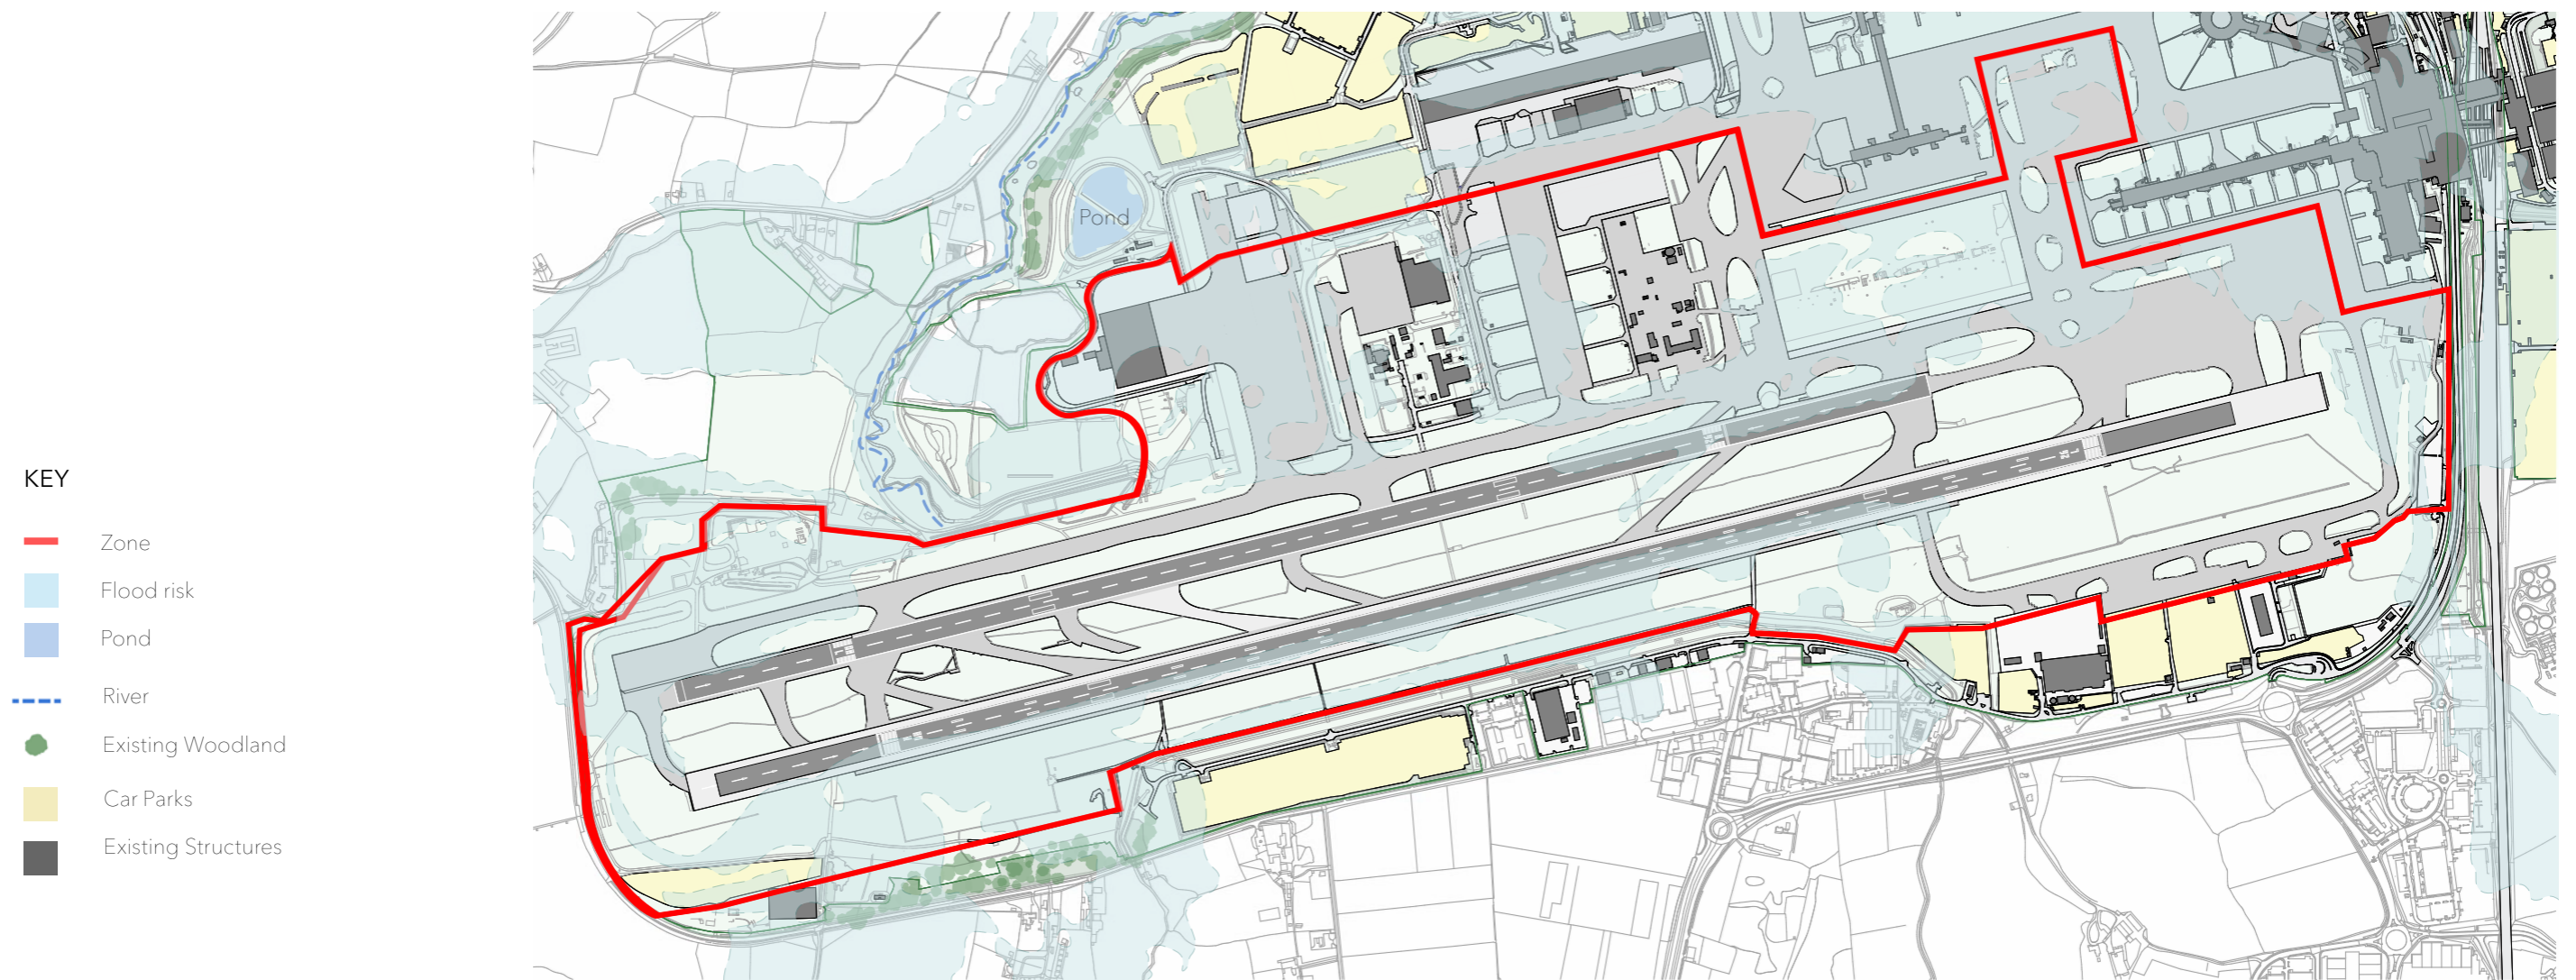 Pond
KEY
Zone
Flood risk
Pond
River
Existing Woodland
Car Parks
Existing Structures